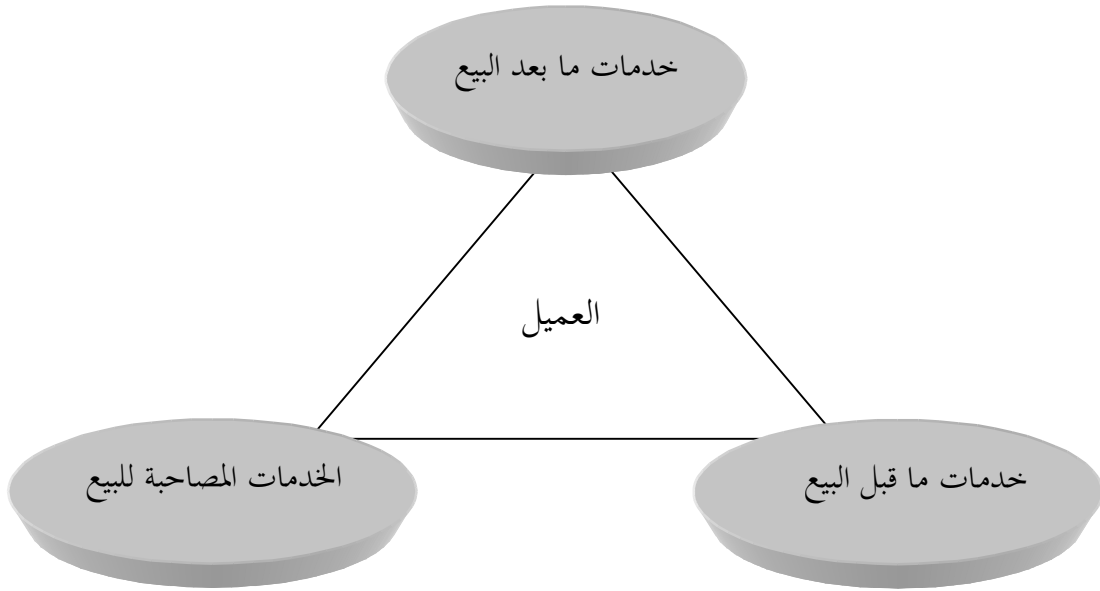 خدمات ما بعد البيع
العميل
خدمات ما قبل البيع
الخدمات المصاحبة للبيع